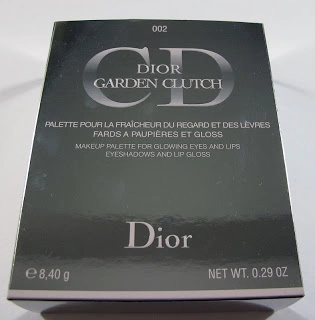 002
CD
DIOR
GARDEN CLUTCH
PALETTE POUR LA FRAÎCHEUR DU REGARD ET DES LÈVRES
FARDS A PAUPIÈRES ET GLOSS
MAKEUP PALETTE FOR GLOWING EYES AND LIPS
EYESHADOWS AND LIP GLOSS
Dior
℮ 8,40 g NET WT. 0.29 OZ